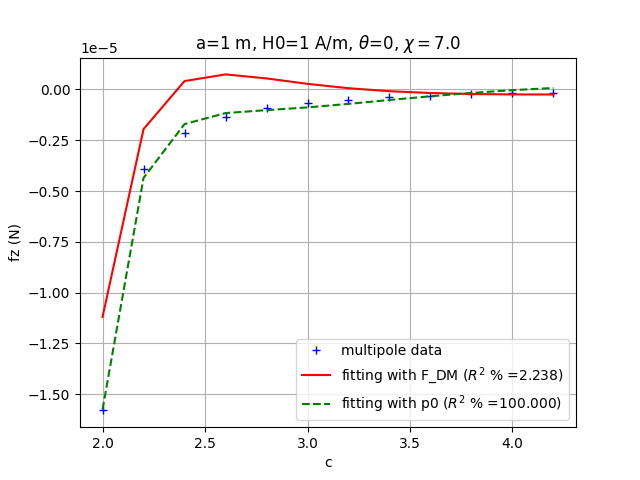 a=1 m, H0=1 A/m, θ=0, χ = 7.0
1e−5
0.00
−0.25
−0.50
−0.75
−1.00
−1.25
−1.50
fz (N)
multipole data
fitting with F_DM (R² % =2.238)
fitting with p0 (R² % =100.000)
2.0 2.5 3.0 3.5 4.0
c